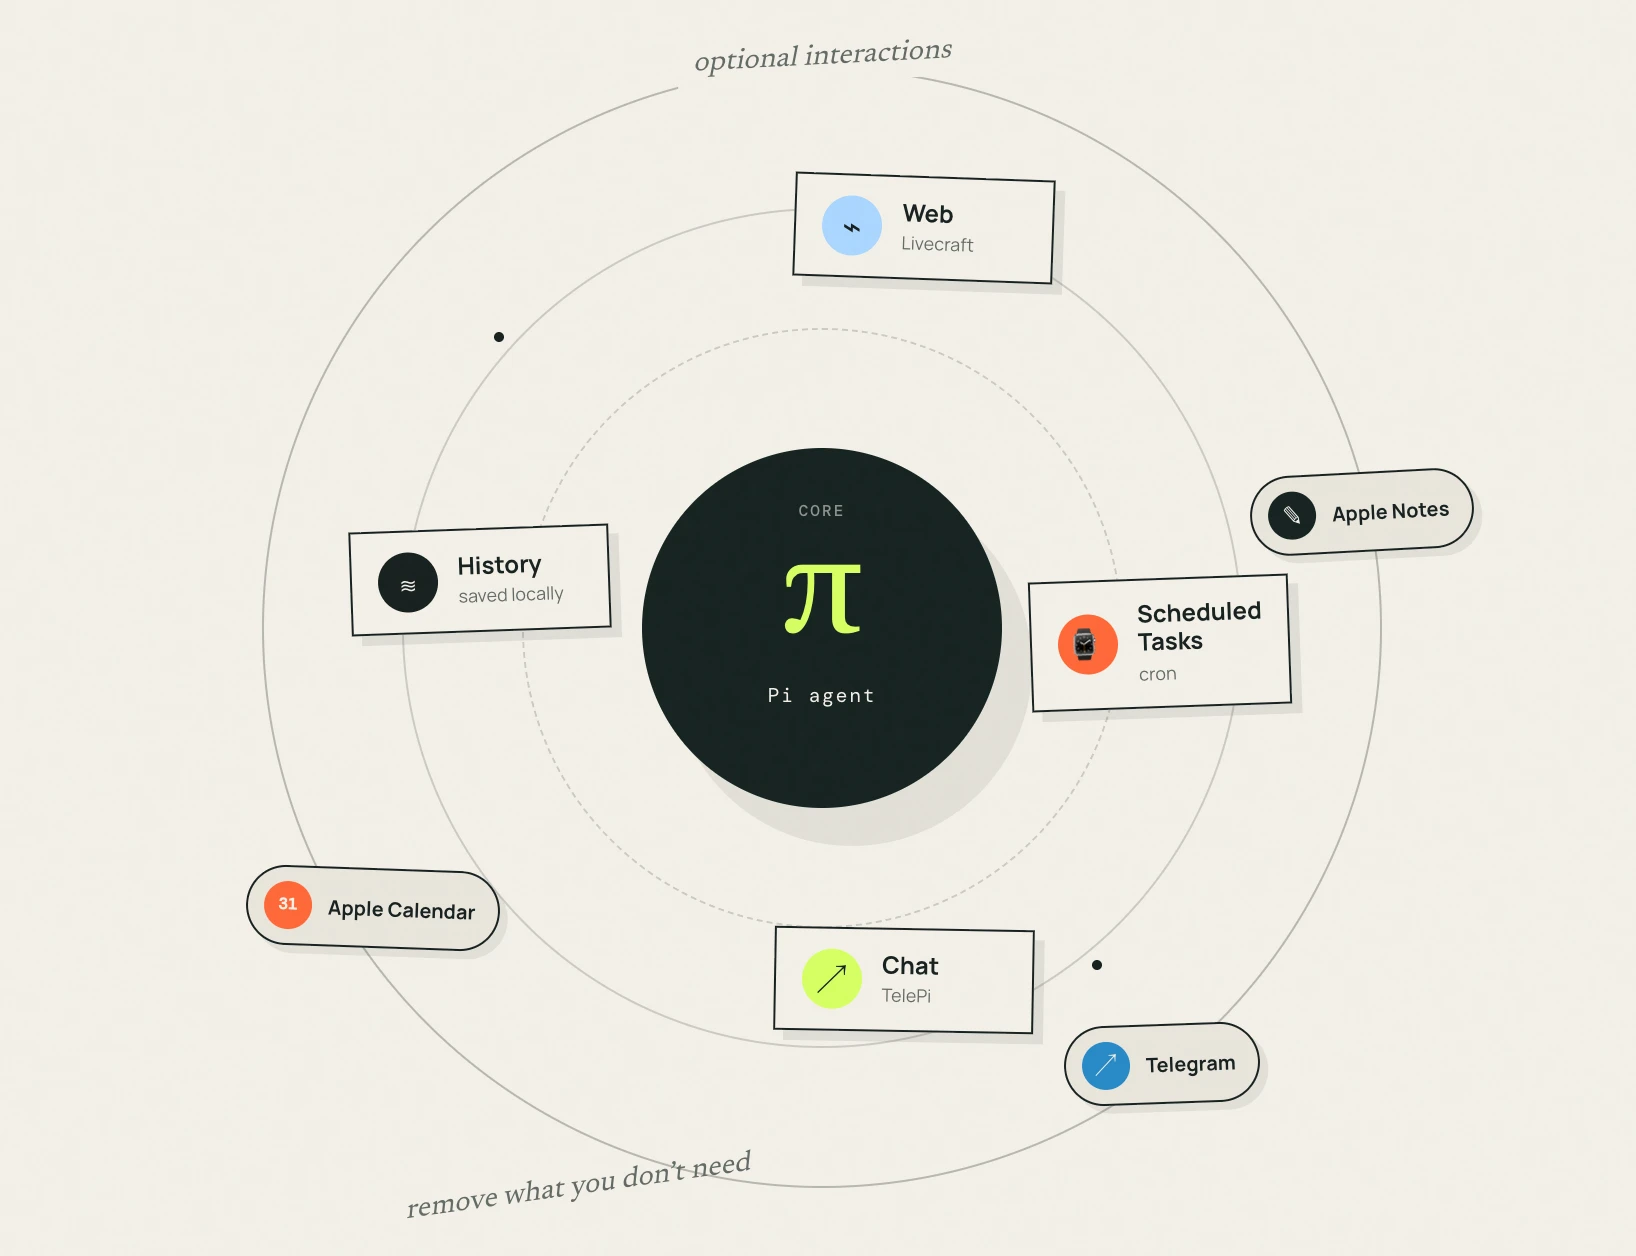 optional interactions
Web
Livecraft
CORE
π
Pi agent
History
saved locally
Apple Notes
Scheduled
Tasks
cron
31
Apple Calendar
Chat
TelePi
Telegram
remove what you don’t need